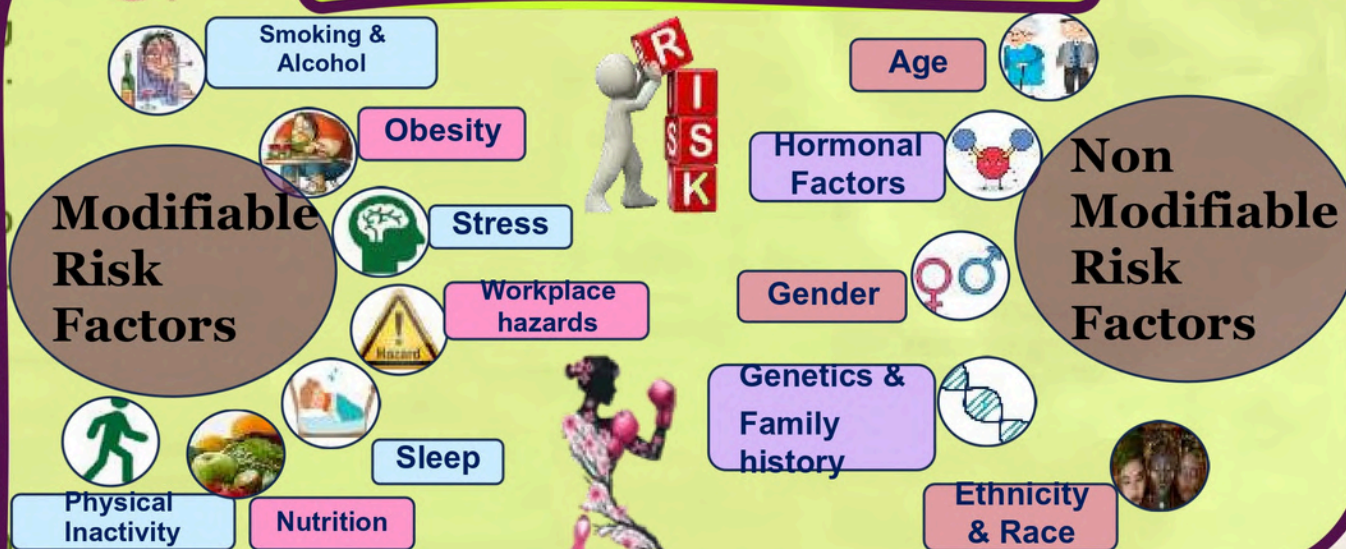 Smoking &
Alcohol
Obesity
Modifiable
Risk
Factors
Stress
Workplace
hazards
Hazard
Sleep
Physical
Inactivity
Nutrition
R
I
S S
K
Age
Hormonal
Factors
Non
Modifiable
Risk
Factors
Gender
Genetics &
Family
history
Ethnicity
& Race